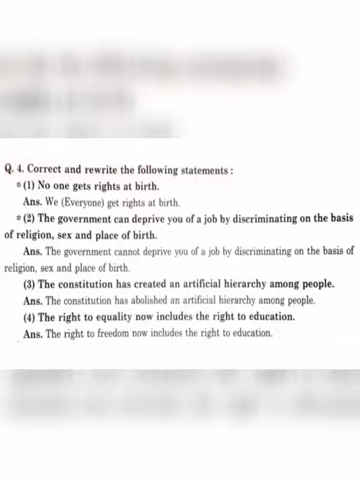 Q. 4. Correct and rewrite the following statements :
* (1) No one gets rights at birth.
Ans. We (Everyone) get rights at birth.
* (2) The government can deprive you of a job by discriminating on the basis
of religion, sex and place of birth.
Ans. The government cannot deprive you of a job by discriminating on the basis of
religion, sex and place of birth.
(3) The constitution has created an artificial hierarchy among people.
Ans. The constitution has abolished an artificial hierarchy among people.
(4) The right to equality now includes the right to education.
Ans. The right to freedom now includes the right to education.